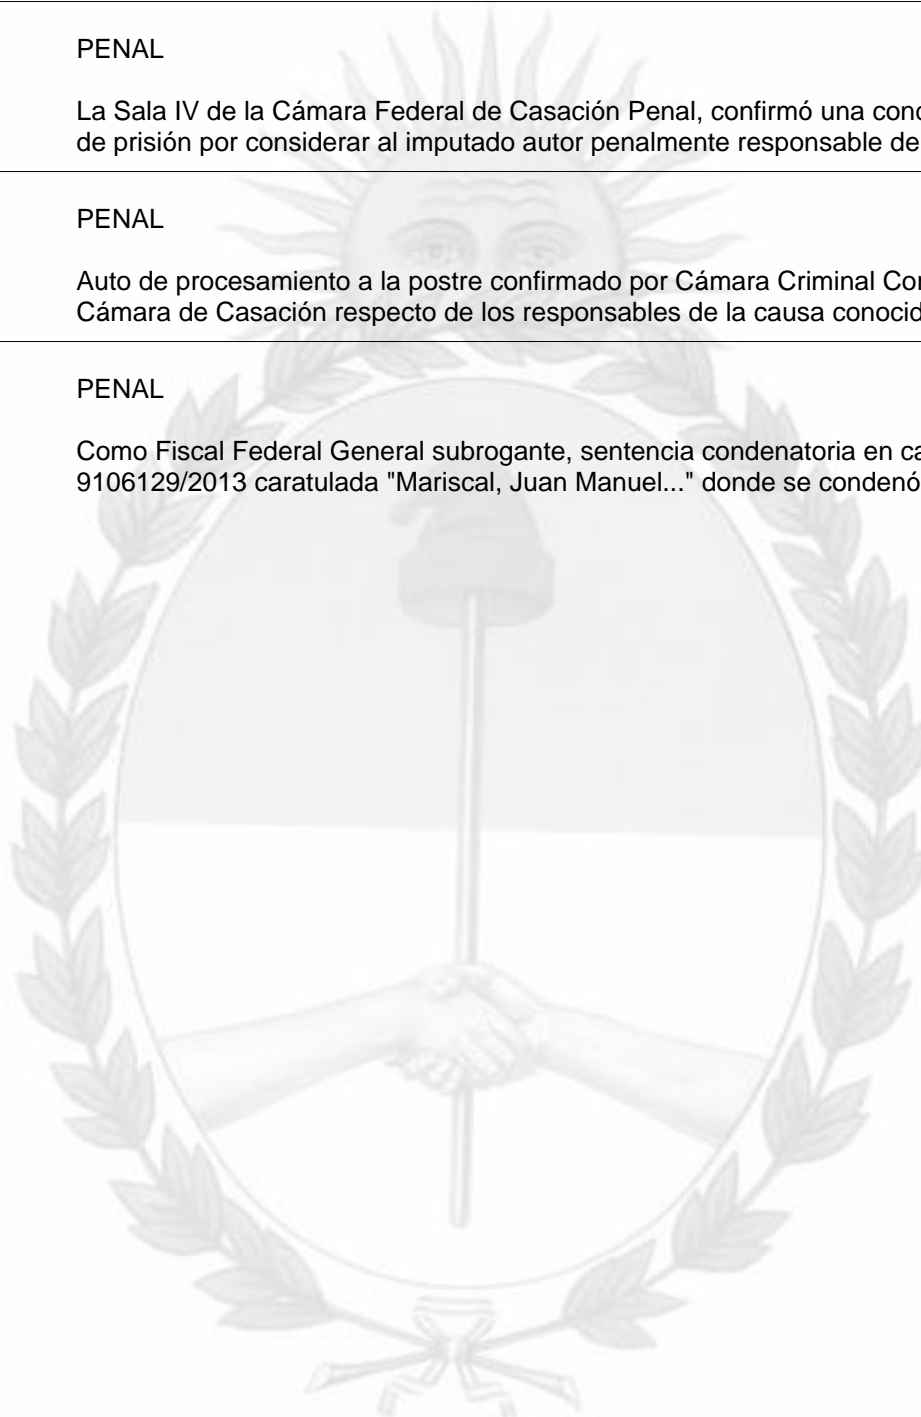 PENAL
La Sala IV de la Cámara Federal de Casación Penal, confirmó una
de prisión por considerar al imputado autor penalmente responsable de
PENAL
Auto de procesamiento a la postre confirmado por Cámara Criminal
Cámara de Casación respecto de los responsables de la causa
PENAL
Como Fiscal Federal General subrogante, sentencia condenatoria en
9106129/2013 caratulada "Mariscal, Juan Manuel..." donde se condenó